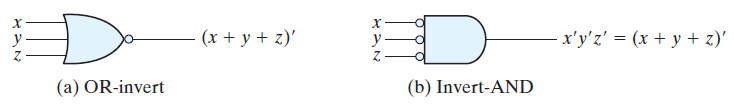 x
y
z
(x + y + z)′
(a) OR-invert
x
y
z
x′y′z′ = (x + y + z)′
(b) Invert-AND